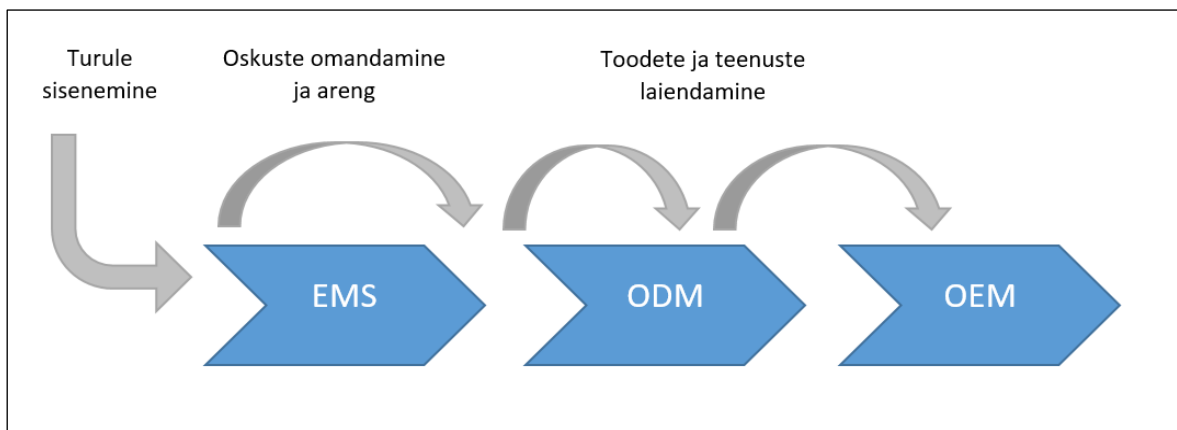 Turule
sisenemine
Oskuste omandamine
ja areng
Toodete ja teenuste
laiendamine
EMS
ODM
OEM